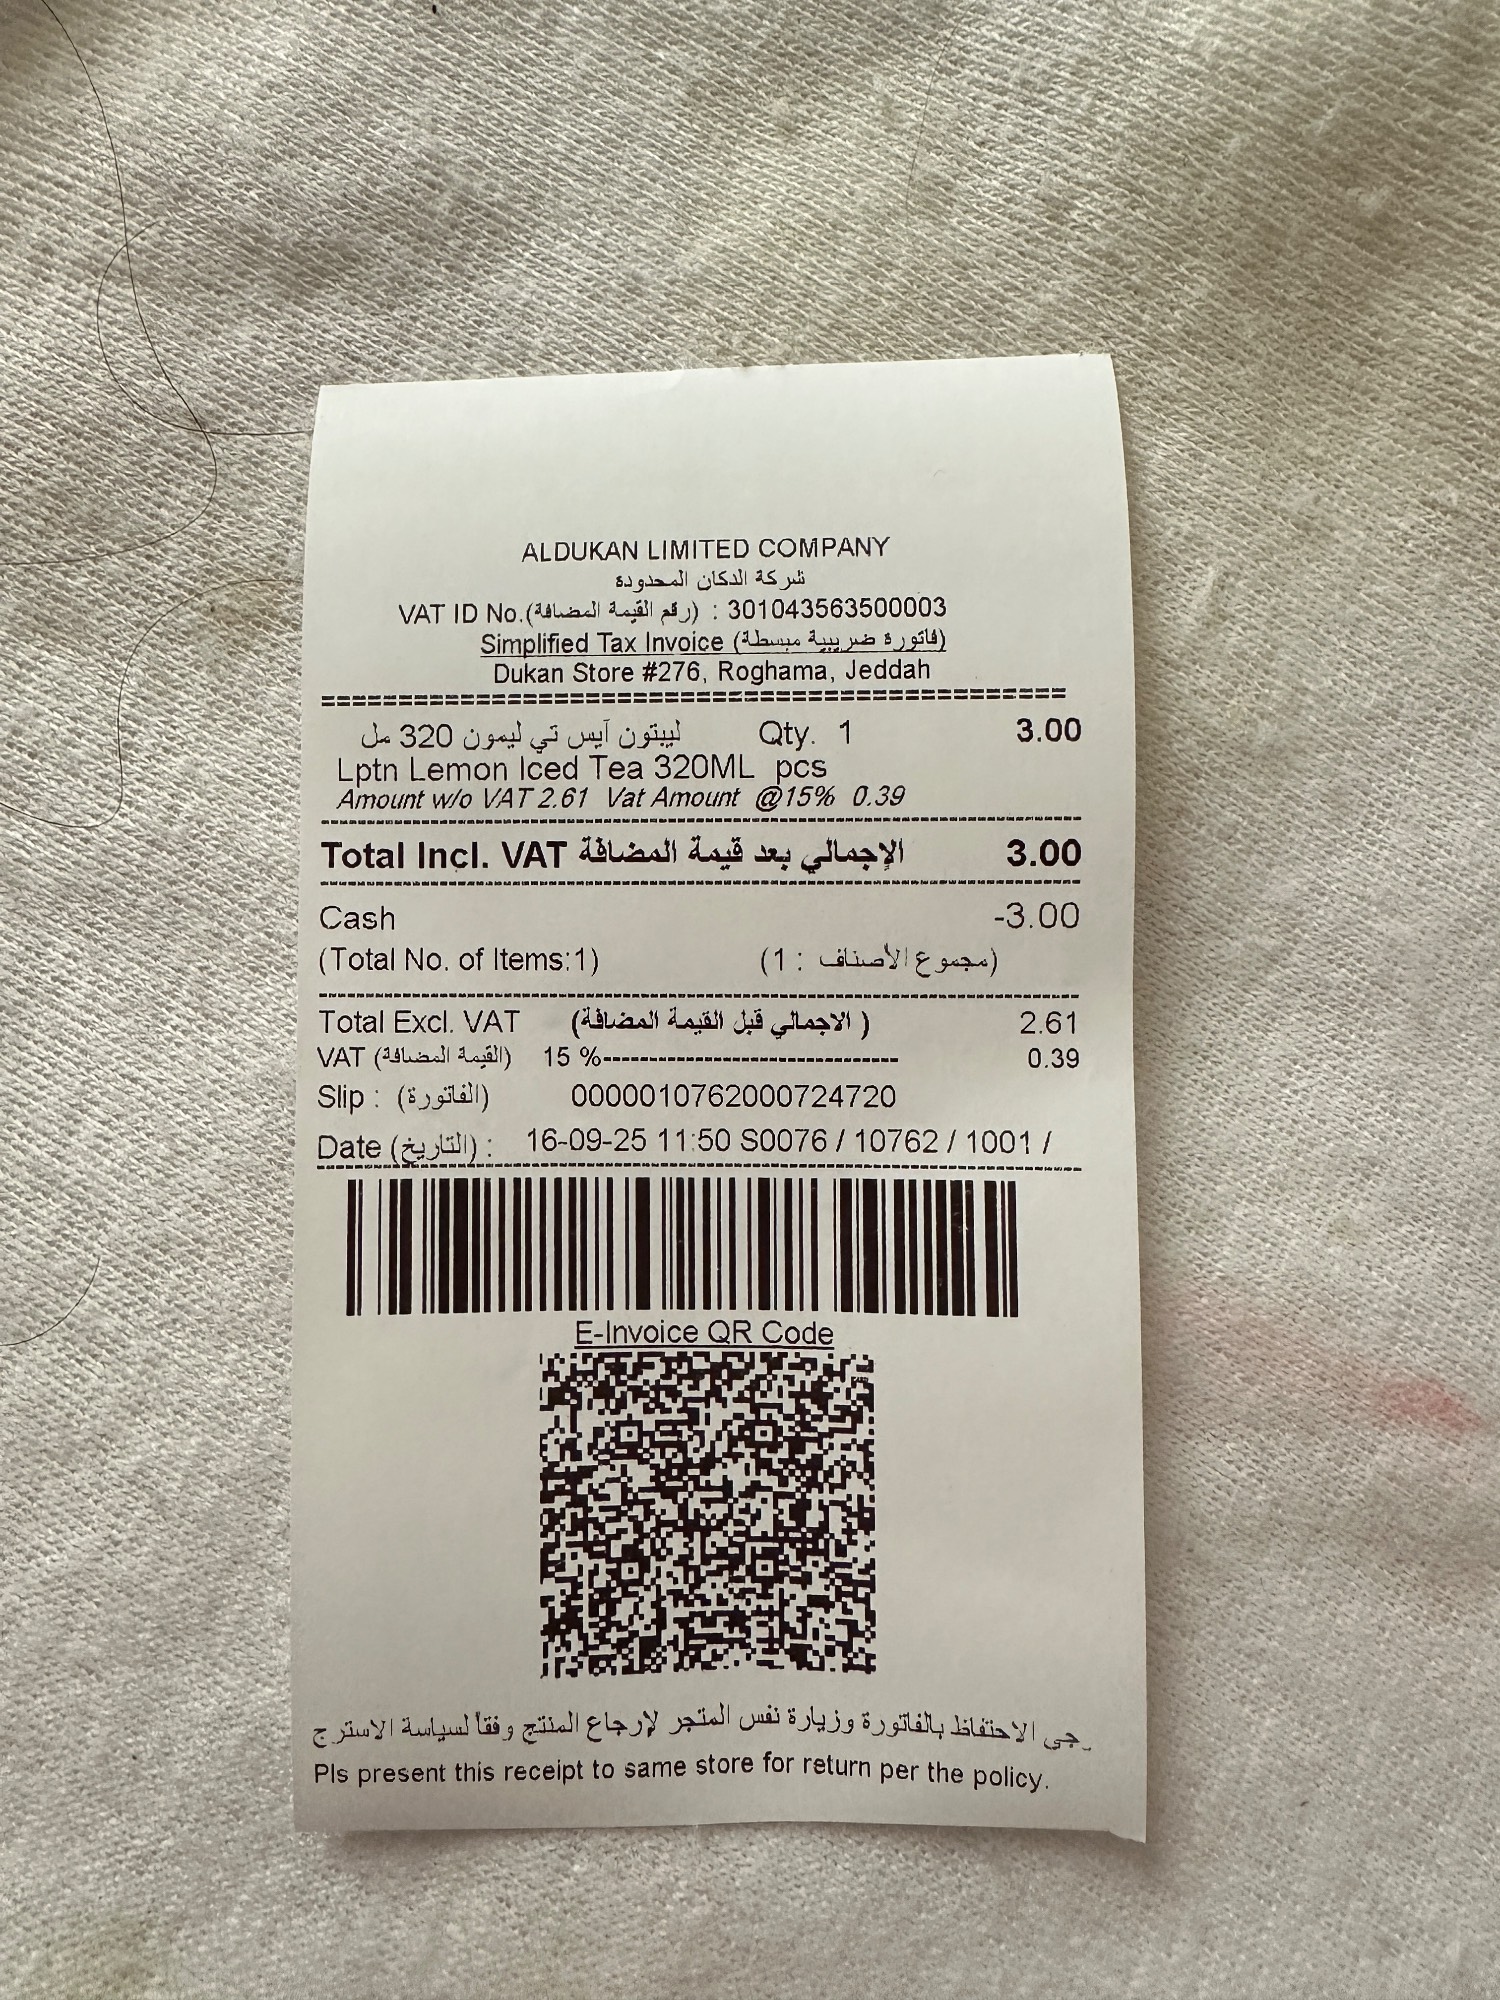 ALDUKAN LIMITED COMPANY
شركة الدكان المحدودة
VAT ID No.(رقم القيمة المضافة) : 301043563500003
Simplified Tax Invoice (فاتورة ضريبية مبسطة)
Dukan Store #276, Roghama, Jeddah
ليبتون آيس تي ليمون 320 مل Qty. 1 3.00
Lptn Lemon Iced Tea 320ML pcs
Amount w/o VAT 2.61 Vat Amount @15% 0.39
Total Incl. VAT الإجمالي بعد قيمة المضافة 3.00
Cash -3.00
(Total No. of Items:1) (مجموع الأصناف : 1)
Total Excl. VAT (الاجمالي قبل القيمة المضافة ) 2.61
VAT (القيمة المضافة) 15 %------------------------------ 0.39
Slip : (الفاتورة) 0000010762000724720
Date (التاريخ) : 16-09-25 11:50 S0076 / 10762 / 1001 /
E-Invoice QR Code
رجى الاحتفاظ بالفاتورة وزيارة نفس المتجر لإرجاع المنتج وفقاً لسياسة الاسترج
Pls present this receipt to same store for return per the policy.